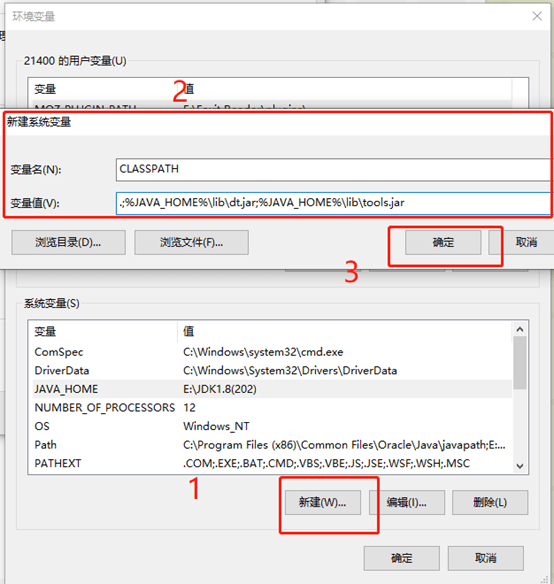 环境变量
21400 的用户变量(U)
变量 值
2
新建系统变量
变量名(N): CLASSPATH
变量值(V): .;%JAVA_HOME%\lib\dt.jar;%JAVA_HOME%\lib\tools.jar
浏览目录(D)... 浏览文件(F)... 确定 取消
3
系统变量(S)
变量 值
ComSpec C:\Windows\system32\cmd.exe
DriverData C:\Windows\System32\Drivers\DriverData
JAVA_HOME E:\JDK1.8(202)
NUMBER_OF_PROCESSORS 12
OS Windows_NT
Path C:\Program Files (x86)\Common Files\Oracle\Java\javapath;E:...
PATHEXT .COM;.EXE;.BAT;.CMD;.VBS;.VBE;.JS;.JSE;.WSF;.WSH;.MSC
1
新建(W)... 编辑(I)... 删除(L)
确定 取消